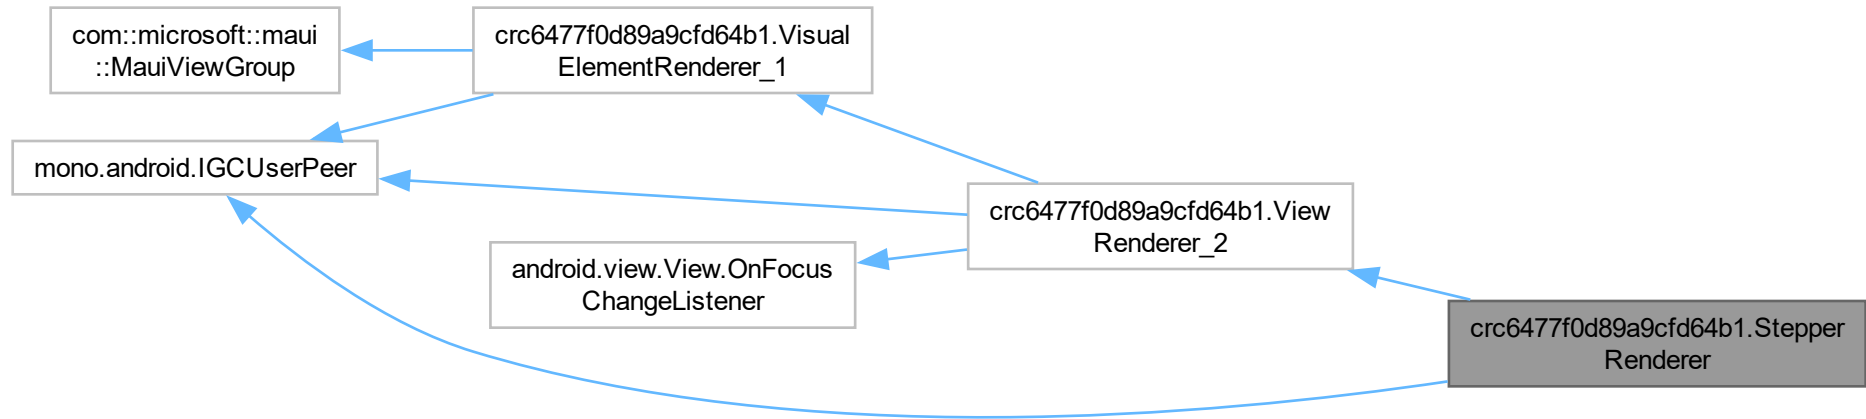 com::microsoft::maui
::MauiViewGroup
crc6477f0d89a9cfd64b1.Visual
ElementRenderer_1
mono.android.IGCUserPeer
crc6477f0d89a9cfd64b1.View
Renderer_2
android.view.View.OnFocus
ChangeListener
crc6477f0d89a9cfd64b1.Stepper
Renderer